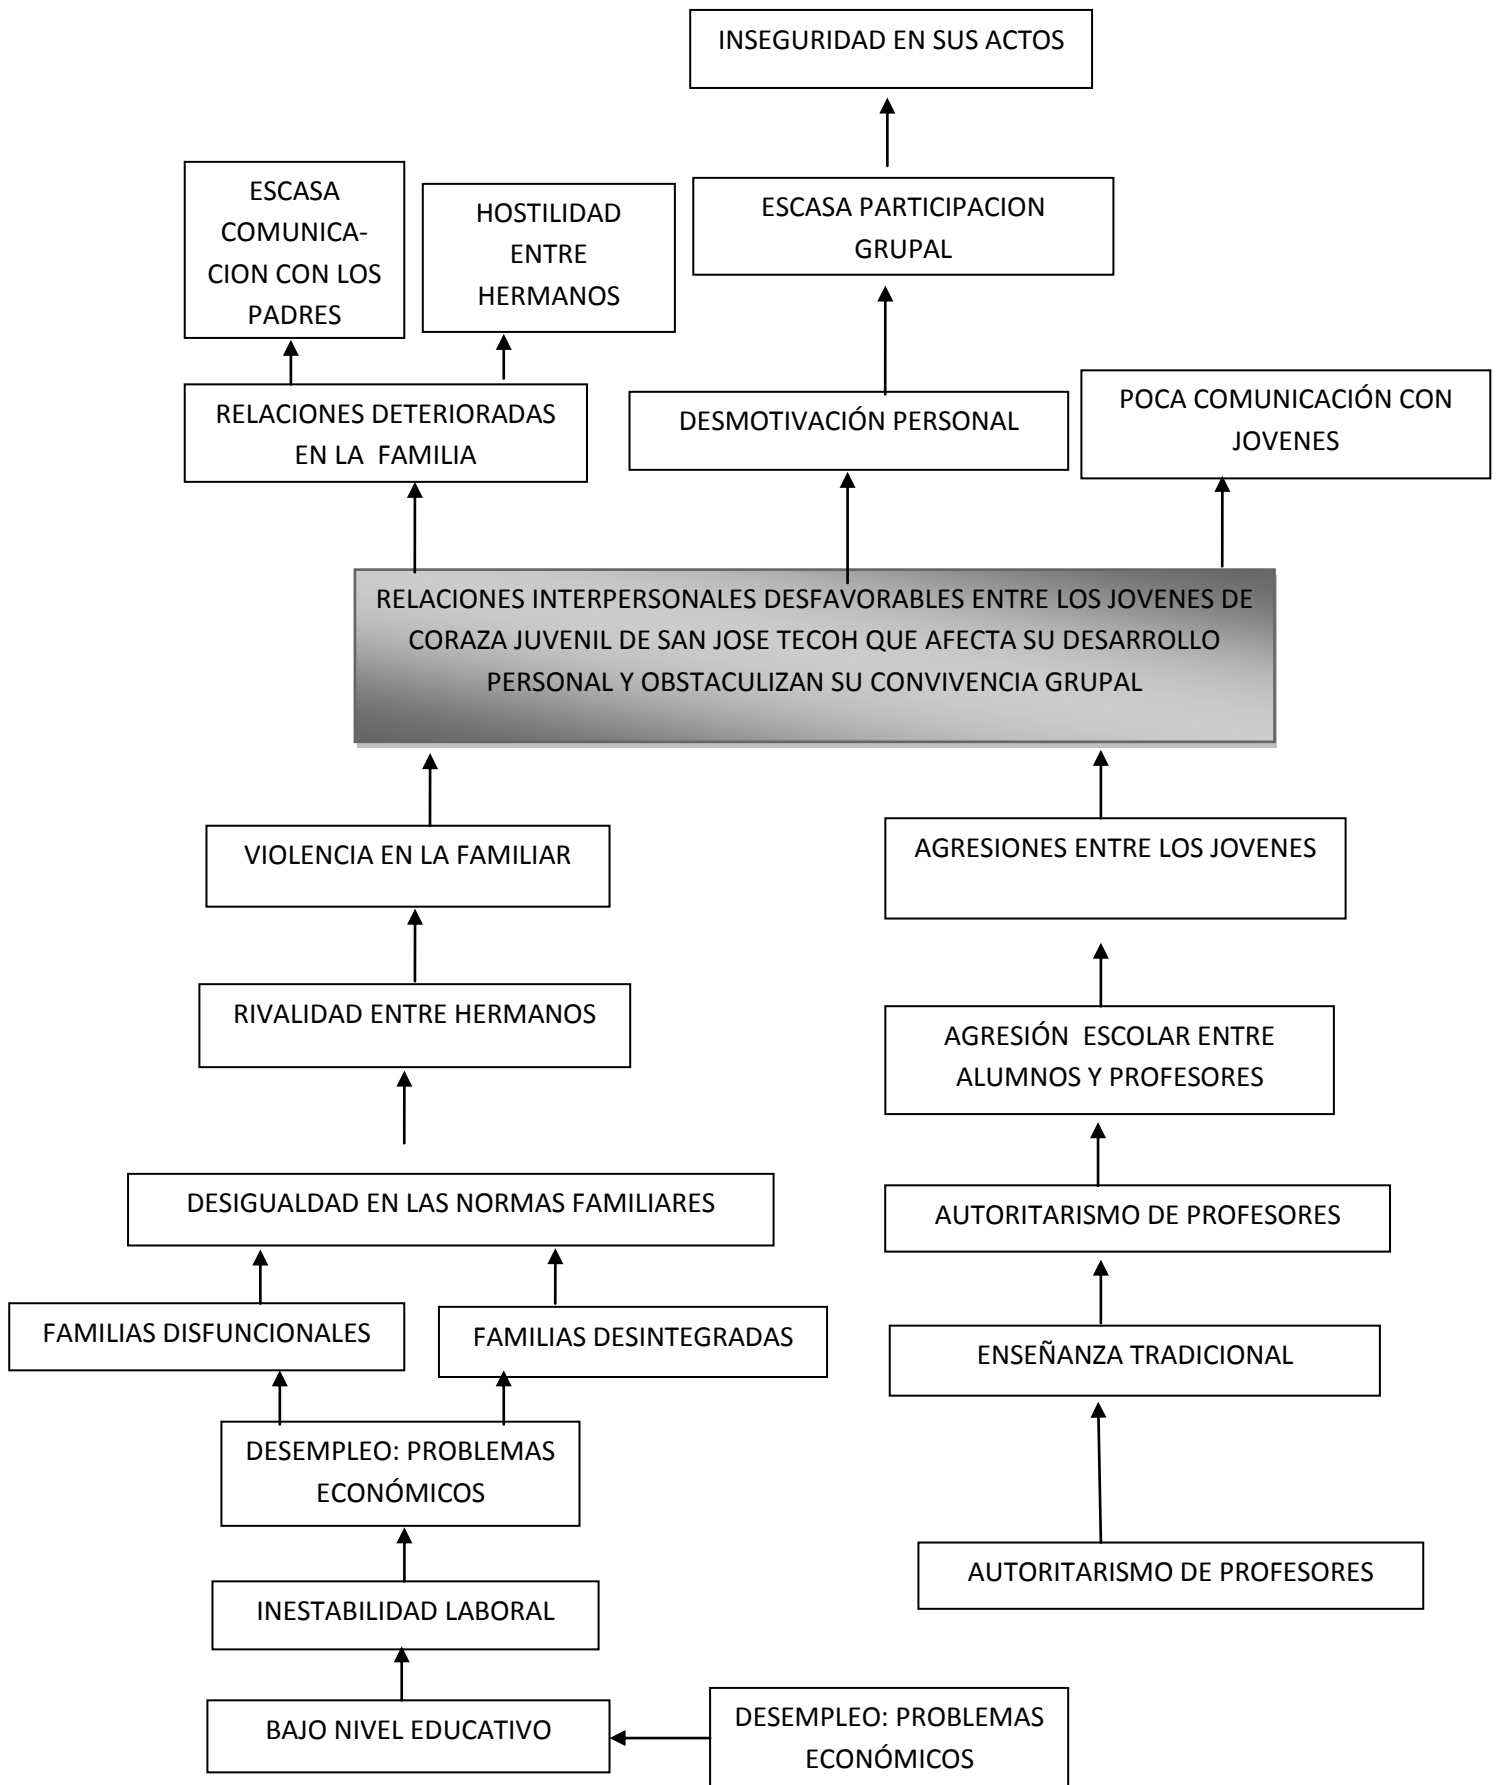 INSEGURIDAD EN SUS ACTOS
ESCASA
COMUNICA-
CION CON LOS
PADRES
HOSTILIDAD
ENTRE
HERMANOS
ESCASA PARTICIPACION
GRUPAL
RELACIONES DETERIORADAS
EN LA  FAMILIA
DESMOTIVACIÓN PERSONAL
POCA COMUNICACIÓN CON
JOVENES
RELACIONES INTERPERSONALES DESFAVORABLES ENTRE LOS JOVENES DE
CORAZA JUVENIL DE SAN JOSE TECOH QUE AFECTA SU DESARROLLO
PERSONAL Y OBSTACULIZAN SU CONVIVENCIA GRUPAL
VIOLENCIA EN LA FAMILIAR
AGRESIONES ENTRE LOS JOVENES
RIVALIDAD ENTRE HERMANOS
AGRESIÓN  ESCOLAR ENTRE
ALUMNOS Y PROFESORES
DESIGUALDAD EN LAS NORMAS FAMILIARES
AUTORITARISMO DE PROFESORES
FAMILIAS DISFUNCIONALES
FAMILIAS DESINTEGRADAS
ENSEÑANZA TRADICIONAL
DESEMPLEO: PROBLEMAS
ECONÓMICOS
AUTORITARISMO DE PROFESORES
INESTABILIDAD LABORAL
BAJO NIVEL EDUCATIVO
DESEMPLEO: PROBLEMAS
ECONÓMICOS